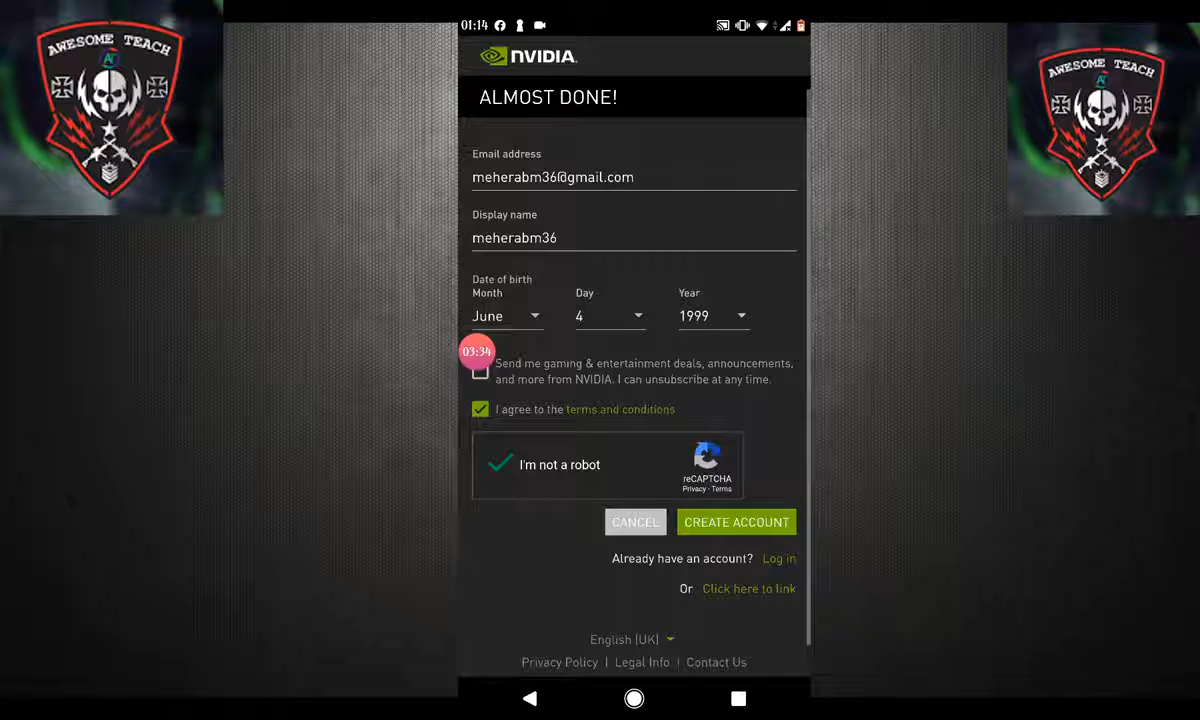 AWESOME TEACH
AT
AWESOME TEACH
AT
01:14
NVIDIA
ALMOST DONE!
Email address
meherabm36@gmail.com
Display name
meherabm36
Date of birth
Month Day Year
June 4 1999
03:34
Send me gaming & entertainment deals, announcements,
and more from NVIDIA. I can unsubscribe at any time.
I agree to the terms and conditions
I'm not a robot
reCAPTCHA
Privacy - Terms
CANCEL CREATE ACCOUNT
Already have an account? Log in
Or Click here to link
English (UK)
Privacy Policy | Legal Info | Contact Us